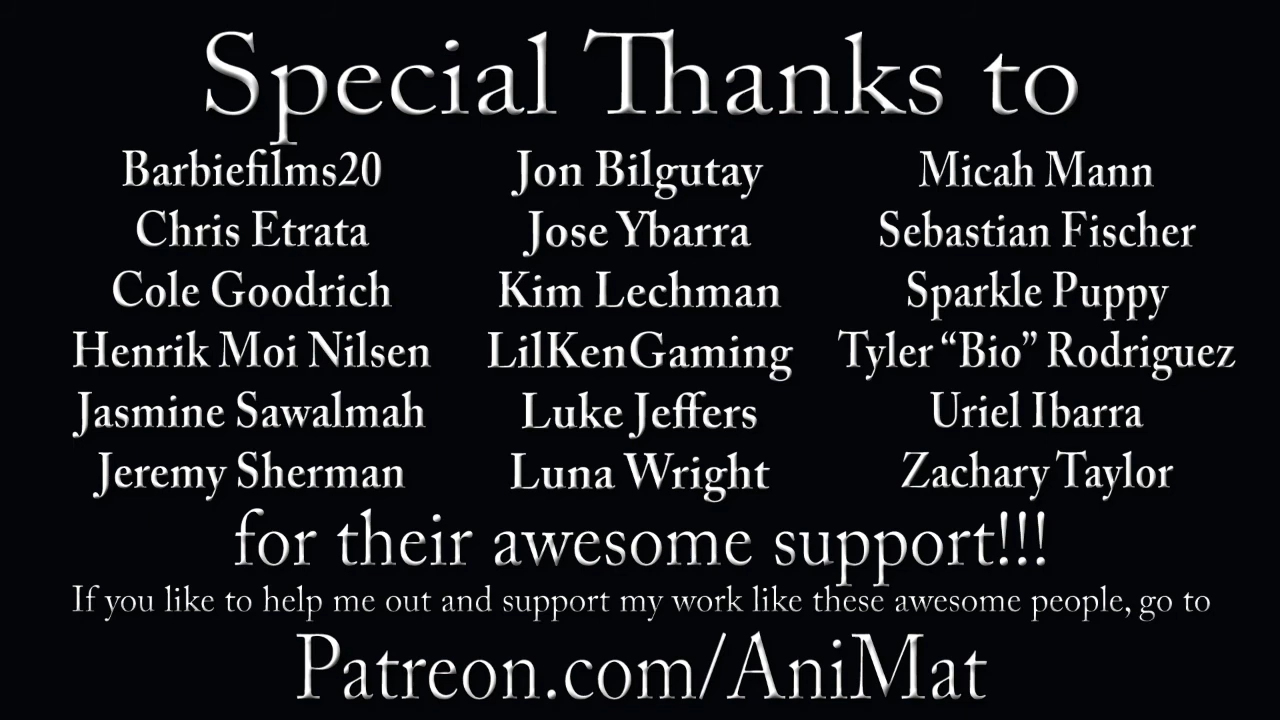 Special Thanks to
Barbiefilms20 Jon Bilgutay Micah Mann
Chris Etrata Jose Ybarra Sebastian Fischer
Cole Goodrich Kim Lechman Sparkle Puppy
Henrik Moi Nilsen LilKenGaming Tyler “Bio” Rodriguez
Jasmine Sawalmah Luke Jeffers Uriel Ibarra
Jeremy Sherman Luna Wright Zachary Taylor
for their awesome support!!!
If you like to help me out and support my work like these awesome people, go to
Patreon.com/AniMat